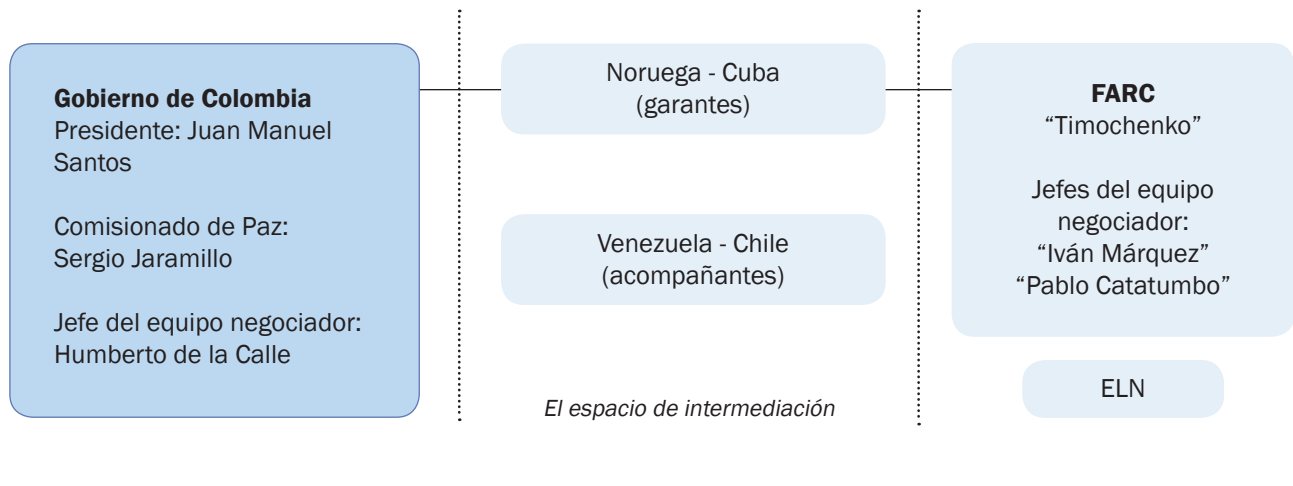 Gobierno de Colombia
Presidente: Juan Manuel
Santos
Comisionado de Paz:
Sergio Jaramillo
Jefe del equipo negociador:
Humberto de la Calle
Noruega - Cuba
(garantes)
Venezuela - Chile
(acompañantes)
El espacio de intermediación
FARC
“Timochenko”
Jefes del equipo
negociador:
“Iván Márquez”
“Pablo Catatumbo”
ELN